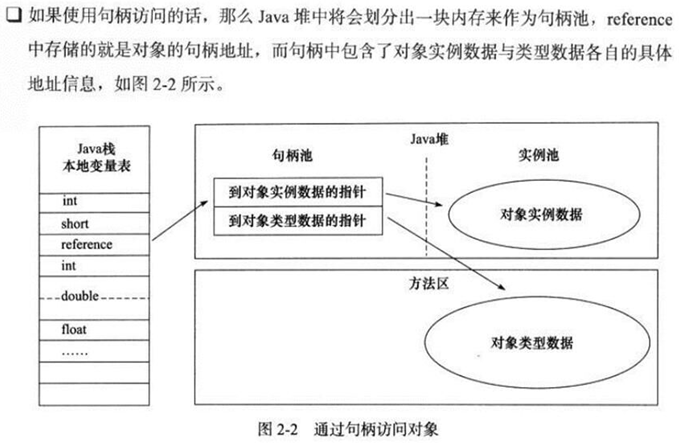 ❑ 如果使用句柄访问的话，那么 Java 堆中将会划分出一块内存来作为句柄池，reference
中存储的就是对象的句柄地址，而句柄中包含了对象实例数据与类型数据各自的具体
地址信息，如图 2-2 所示。
Java栈
本地变量表
int
short
reference
int
double
float
……
Java堆
句柄池
实例池
到对象实例数据的指针
到对象类型数据的指针
对象实例数据
方法区
对象类型数据
图 2-2 通过句柄访问对象